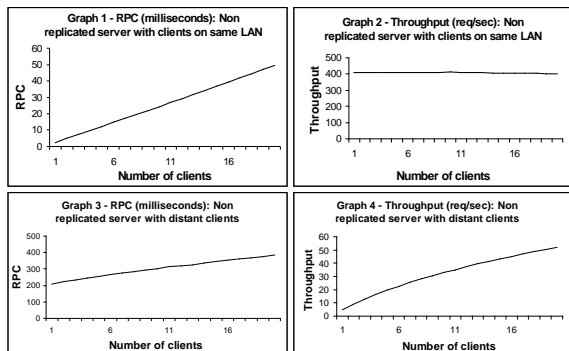 Graph 1 - RPC (milliseconds): Non
replicated server with clients on same LAN
RPC
60
50
40
30
20
10
0
1
6
11
16
Number of clients
Graph 2 - Throughput (req/sec): Non
replicated server with clients on same LAN
Throughput
500
400
300
200
100
0
1
6
11
16
Number of clients
Graph 3 - RPC (milliseconds): Non
replicated server with distant clients
RPC
500
400
300
200
100
0
1
6
11
16
Number of clients
Graph 4 - Throughput (req/sec): Non
replicated server with distant clients
Throughput
60
50
40
30
20
10
0
1
6
11
16
Number of clients